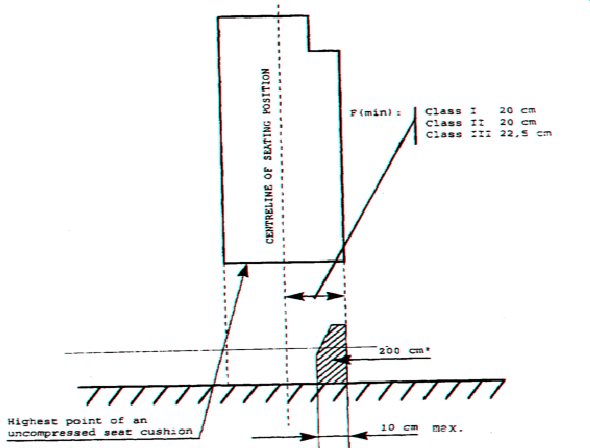 CENTRELINE OF SEATING POSITION
F(min): Class I 20 cm
Class II 20 cm
Class III 22,5 cm
200 cm²
Highest point of an
uncompressed seat cushion
10 cm max.